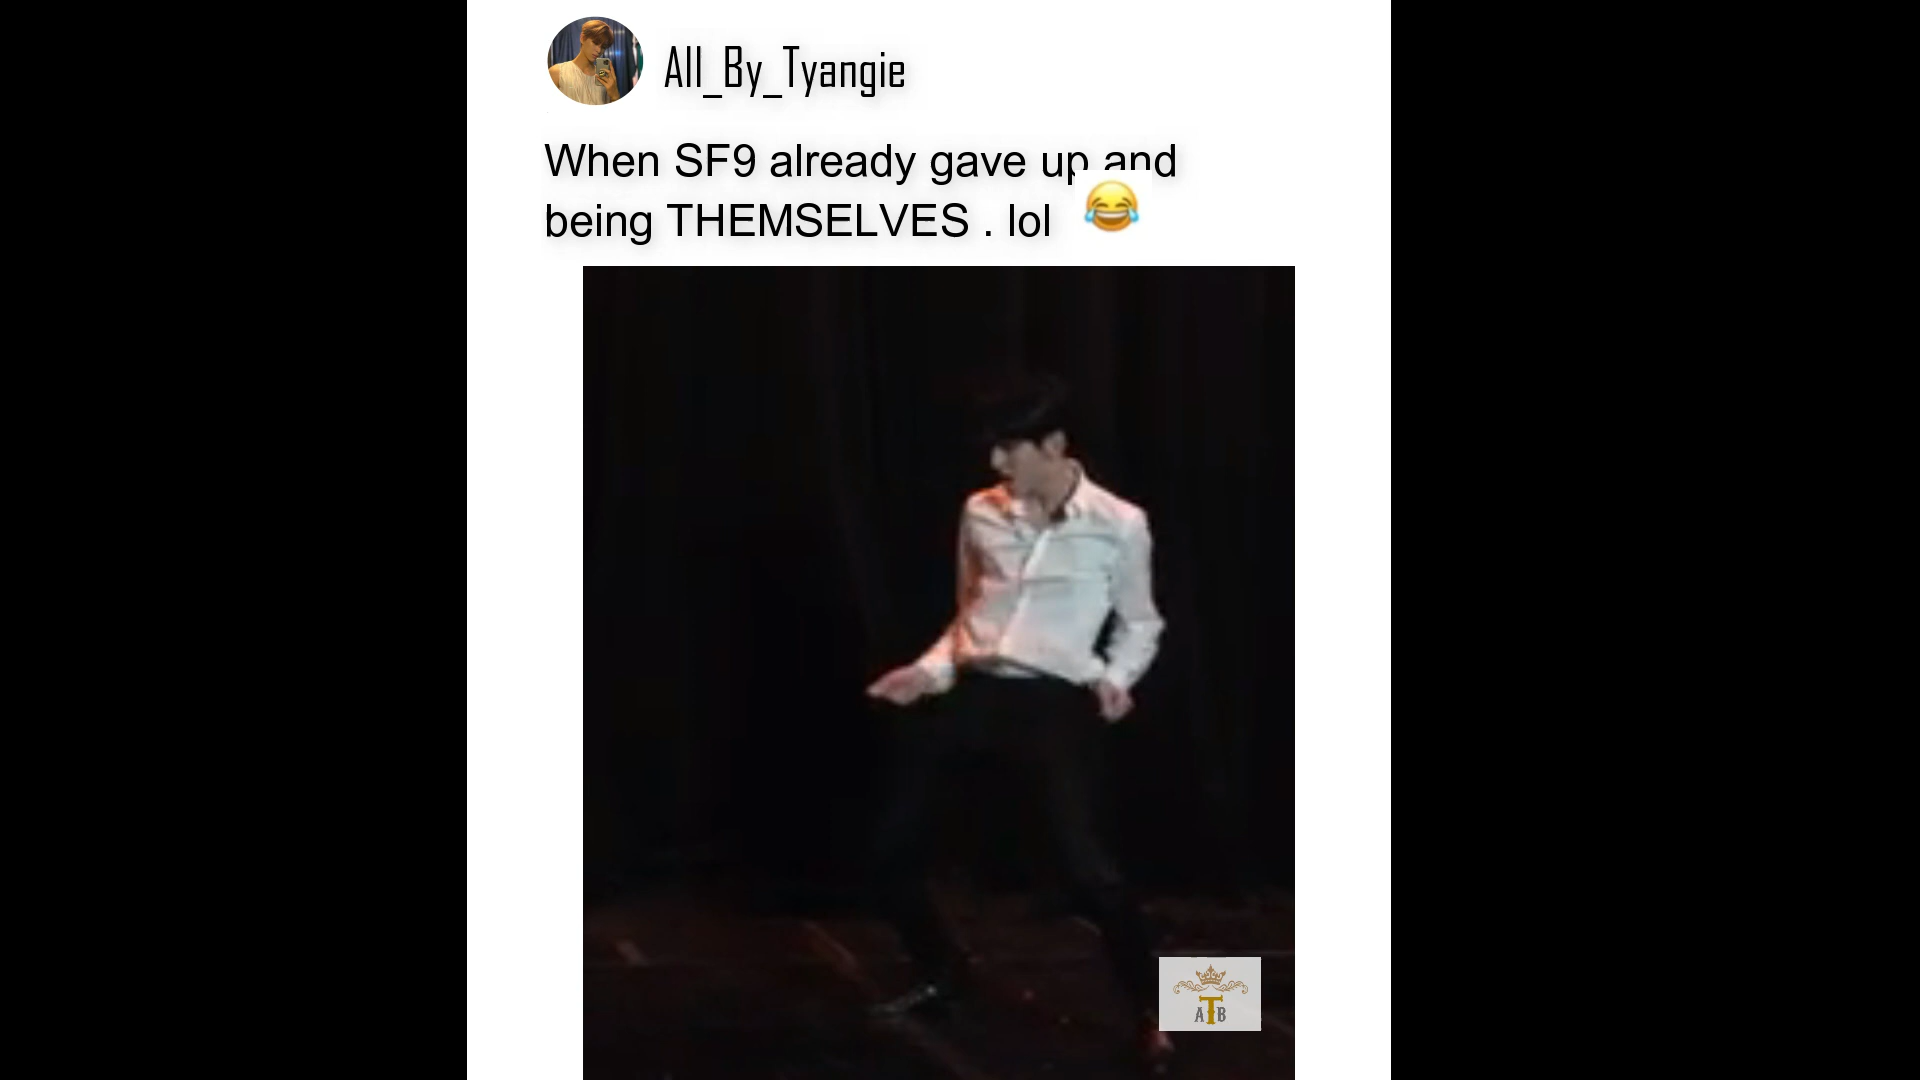 All_By_Tyangie
When SF9 already gave up and
being THEMSELVES . lol 😂
ATB